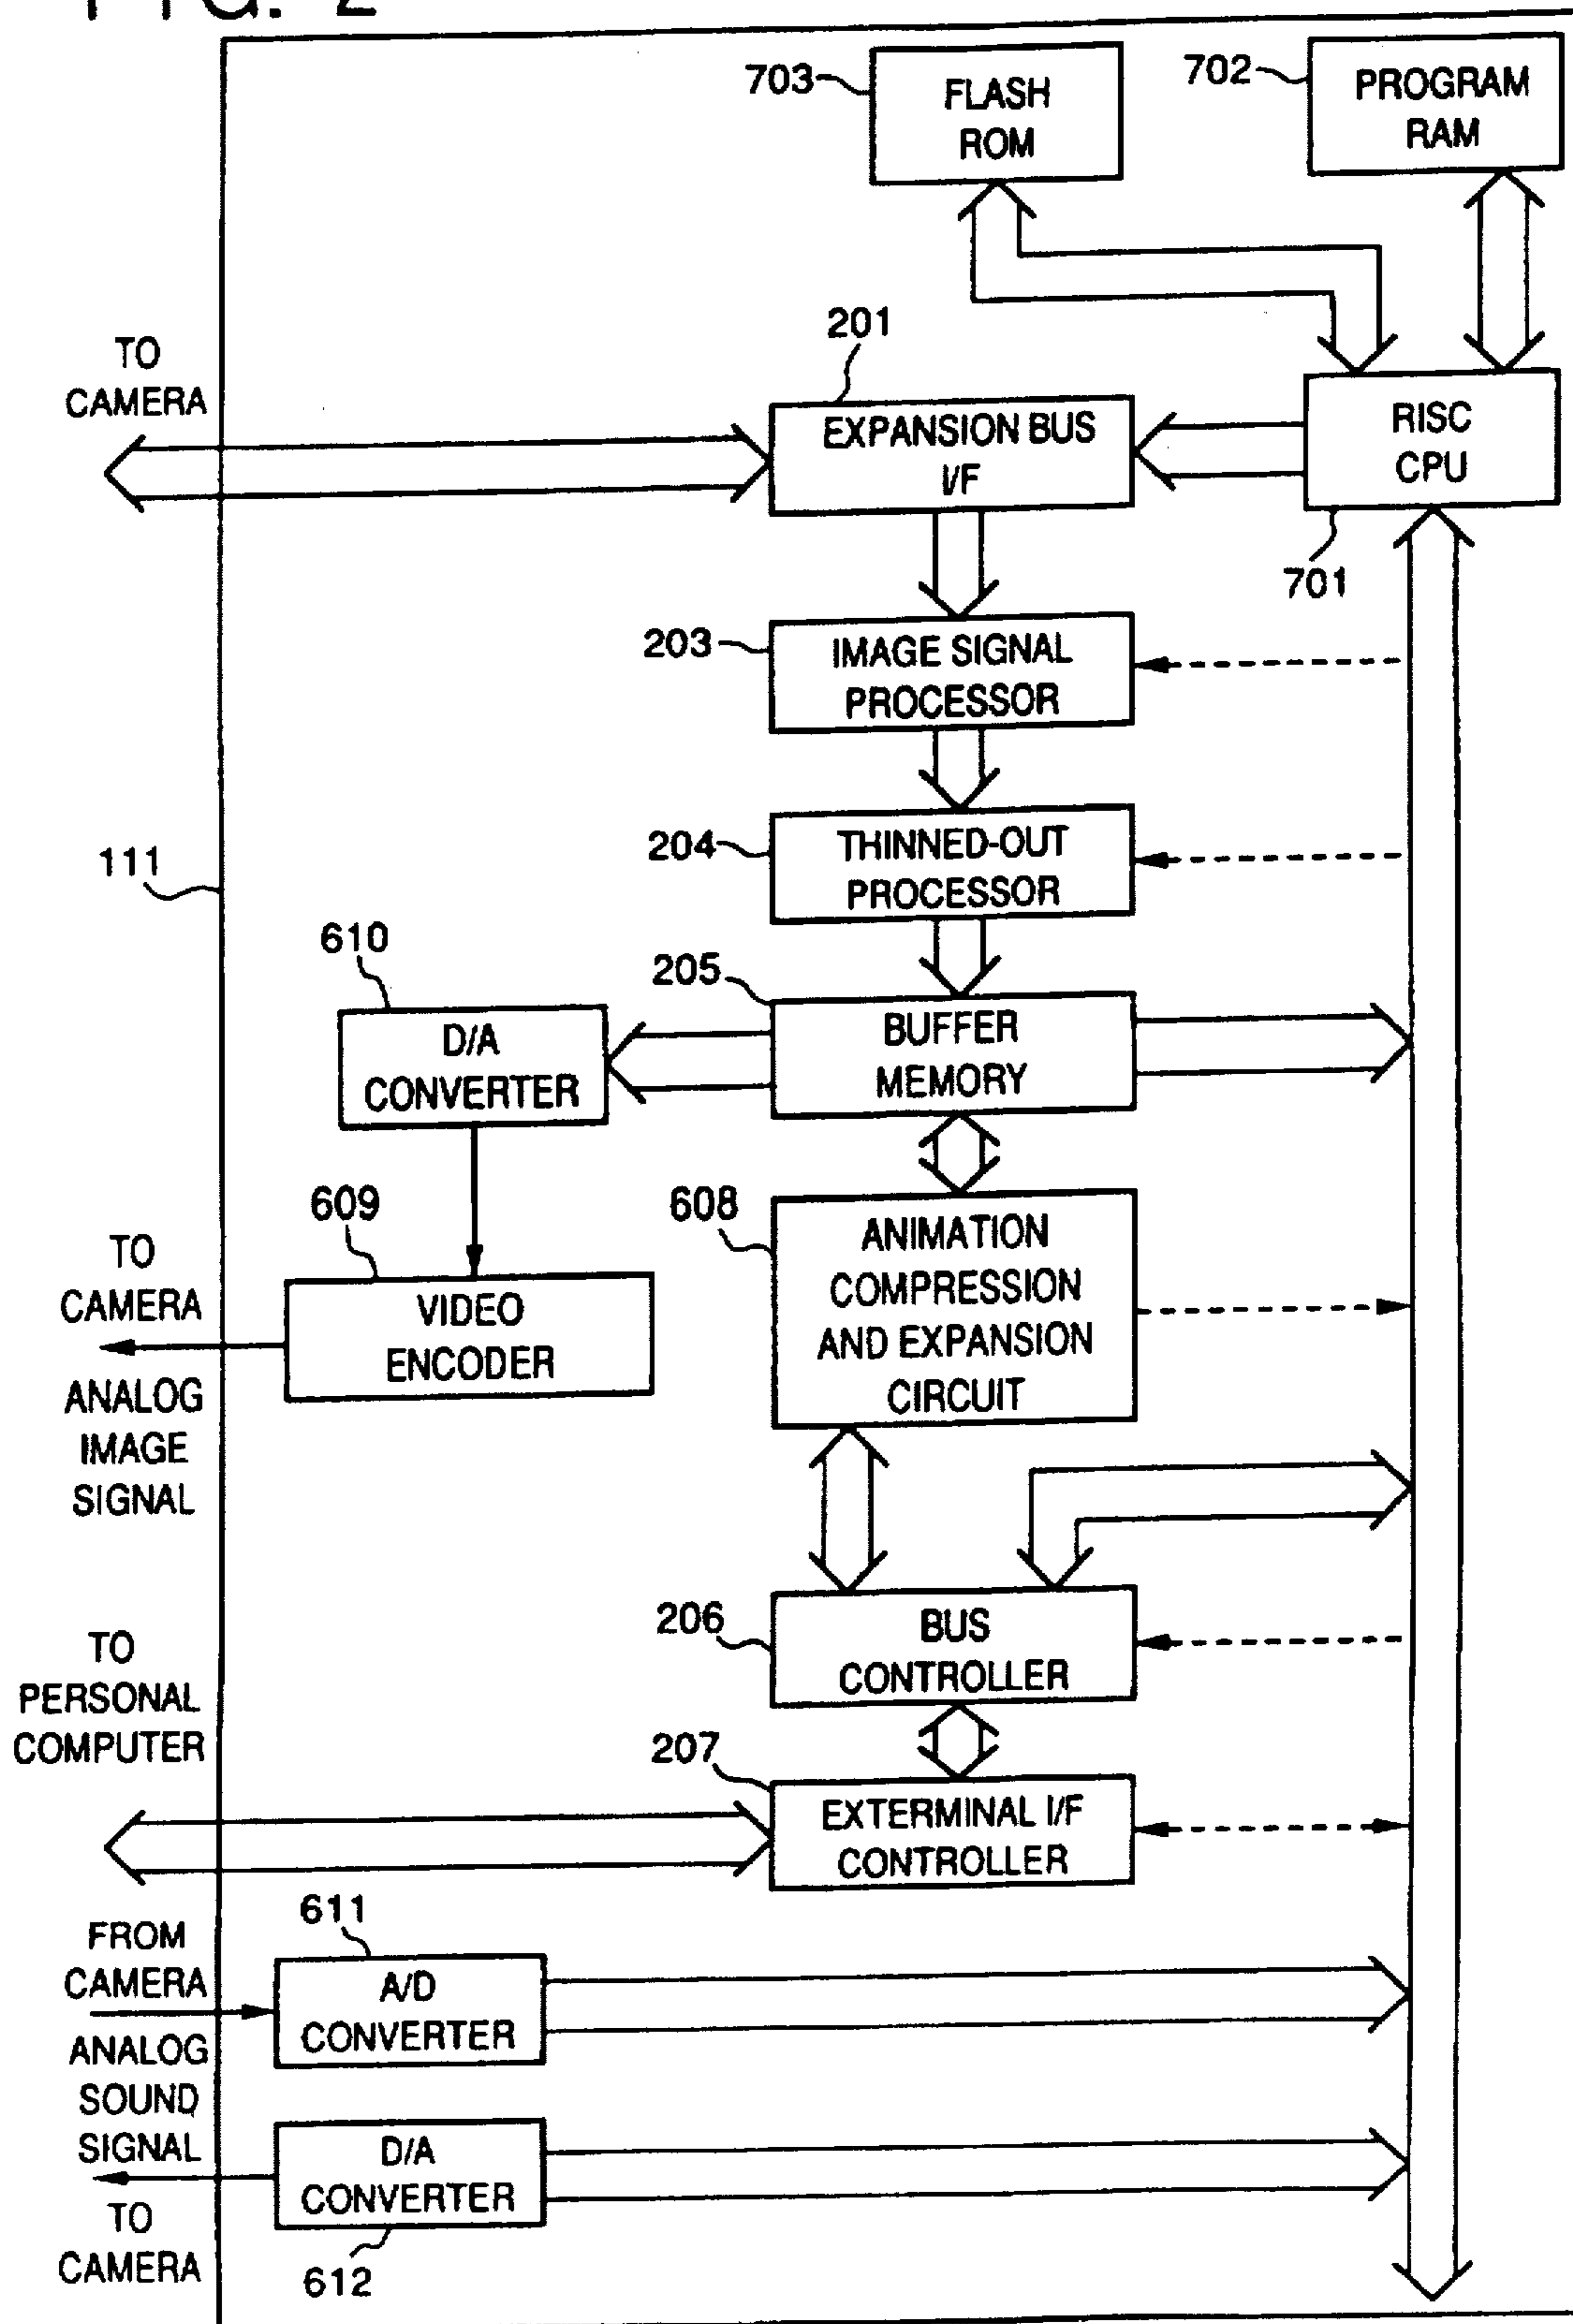 FIG. 2
703
FLASH
ROM
702
PROGRAM
RAM
TO
CAMERA
201
EXPANSION BUS
I/F
RISC
CPU
701
203
IMAGE SIGNAL
PROCESSOR
204
THINNED-OUT
PROCESSOR
111
610
D/A
CONVERTER
205
BUFFER
MEMORY
609
VIDEO
ENCODER
TO
CAMERA
ANALOG
IMAGE
SIGNAL
608
ANIMATION
COMPRESSION
AND EXPANSION
CIRCUIT
206
BUS
CONTROLLER
TO
PERSONAL
COMPUTER
207
EXTERMINAL I/F
CONTROLLER
611
FROM
CAMERA
A/D
CONVERTER
ANALOG
SOUND
SIGNAL
D/A
CONVERTER
TO
CAMERA
612